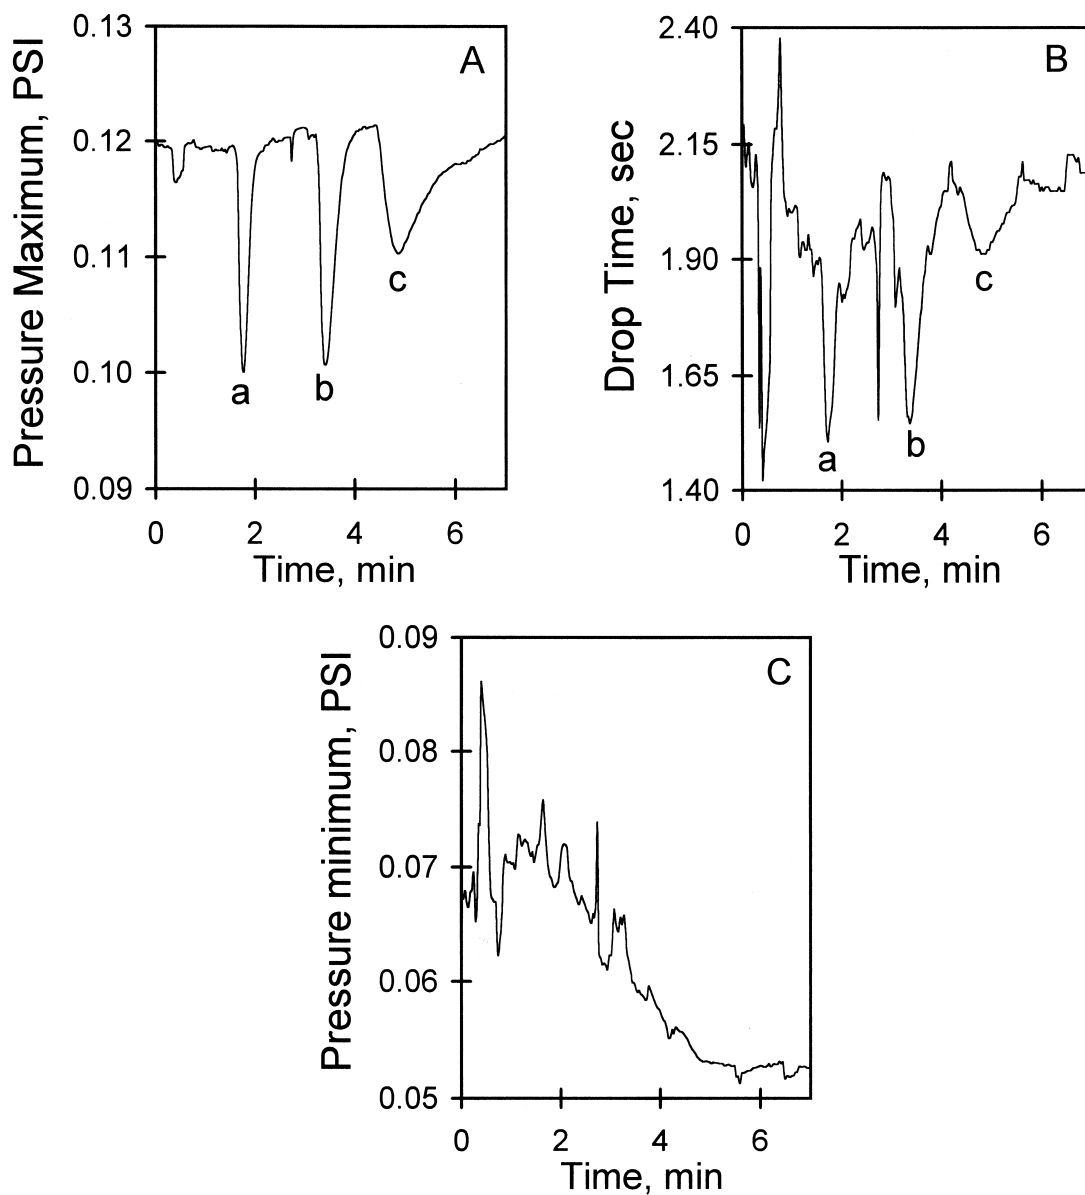 A
Pressure Maximum, PSI
0.13
0.12
0.11
0.10
0.09
a
b
c
0
2
4
6
Time, min
B
Drop Time, sec
2.40
2.15
1.90
1.65
1.40
a
b
c
0
2
4
6
Time, min
C
Pressure minimum, PSI
0.09
0.08
0.07
0.06
0.05
0
2
4
6
Time, min